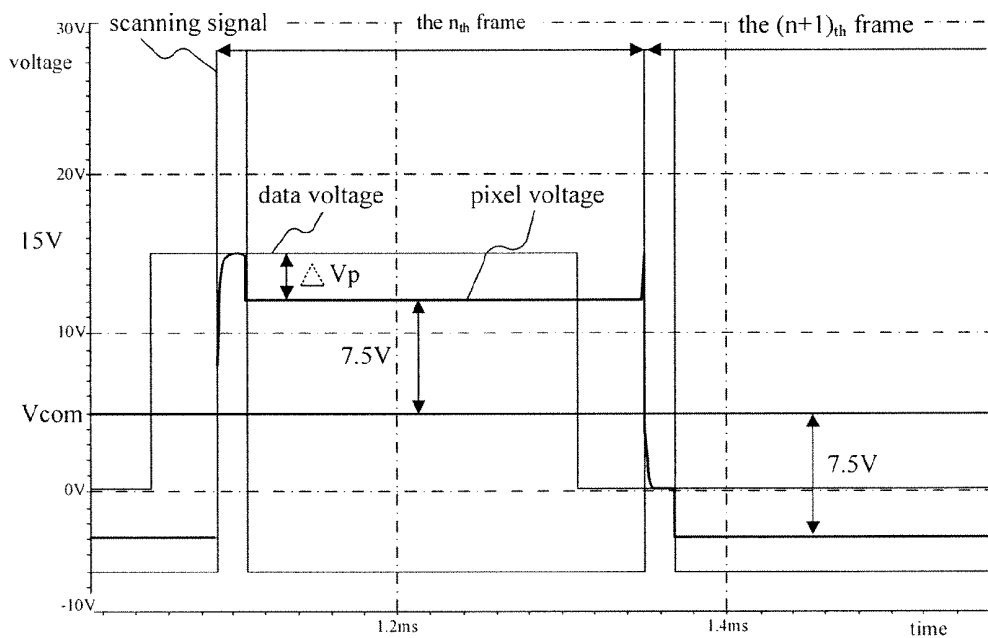 30V scanning signal the nth frame the (n+1)th frame
voltage
20V
data voltage pixel voltage
15V
△ Vp
10V
7.5V
Vcom
7.5V
0V
-10V
1.2ms 1.4ms time